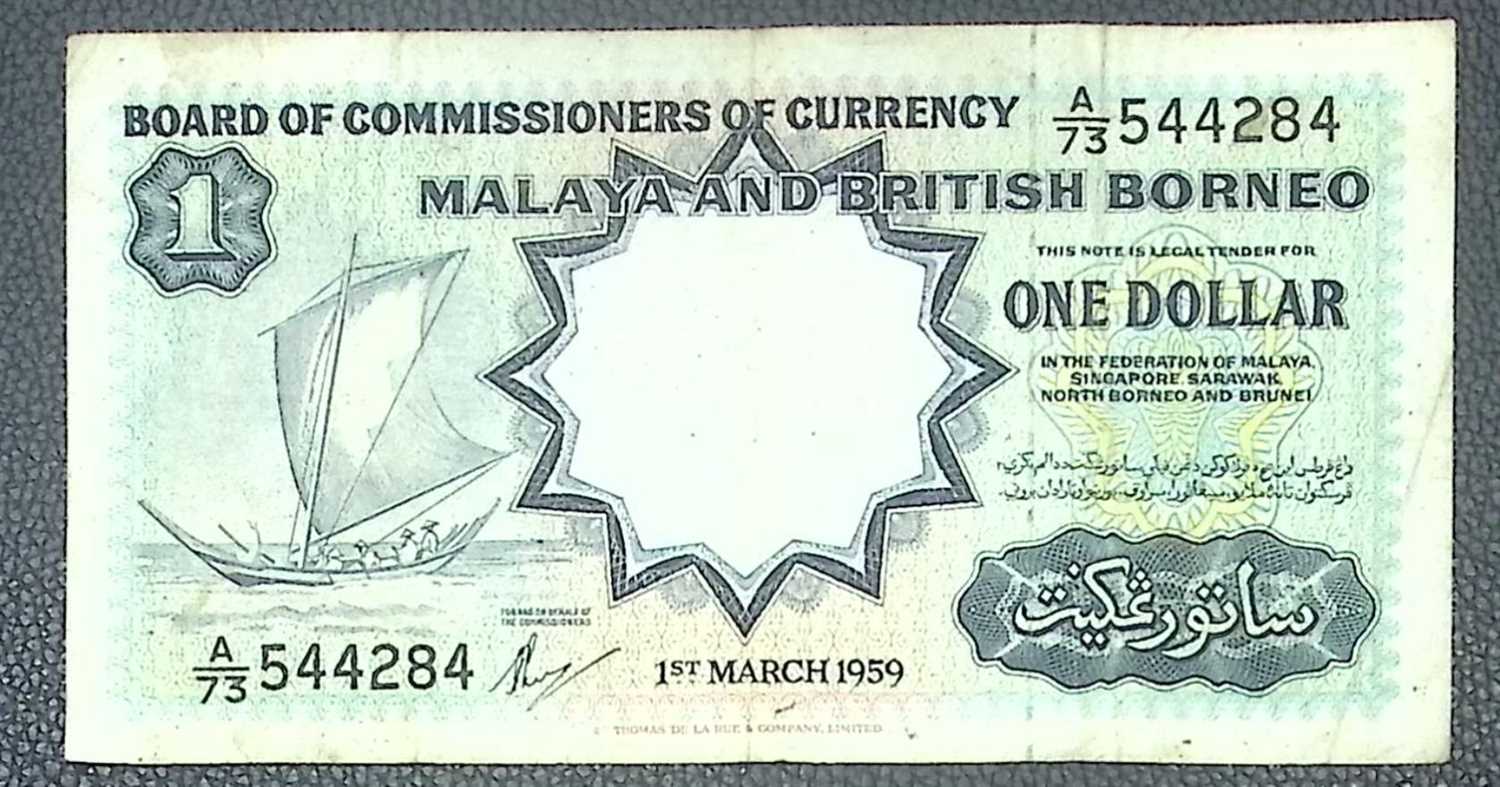 BOARD OF COMMISSIONERS OF CURRENCY
A/73 544284
1
MALAYA AND BRITISH BORNEO
THIS NOTE IS LEGAL TENDER FOR
ONE DOLLAR
IN THE FEDERATION OF MALAYA,
SINGAPORE, SARAWAK,
NORTH BORNEO AND BRUNEI
ساتو رڠݢيت
FOR AND ON BEHALF OF
THE COMMISSIONERS
A/73 544284
1ST MARCH 1959
THOMAS DE LA RUE & COMPANY, LIMITED